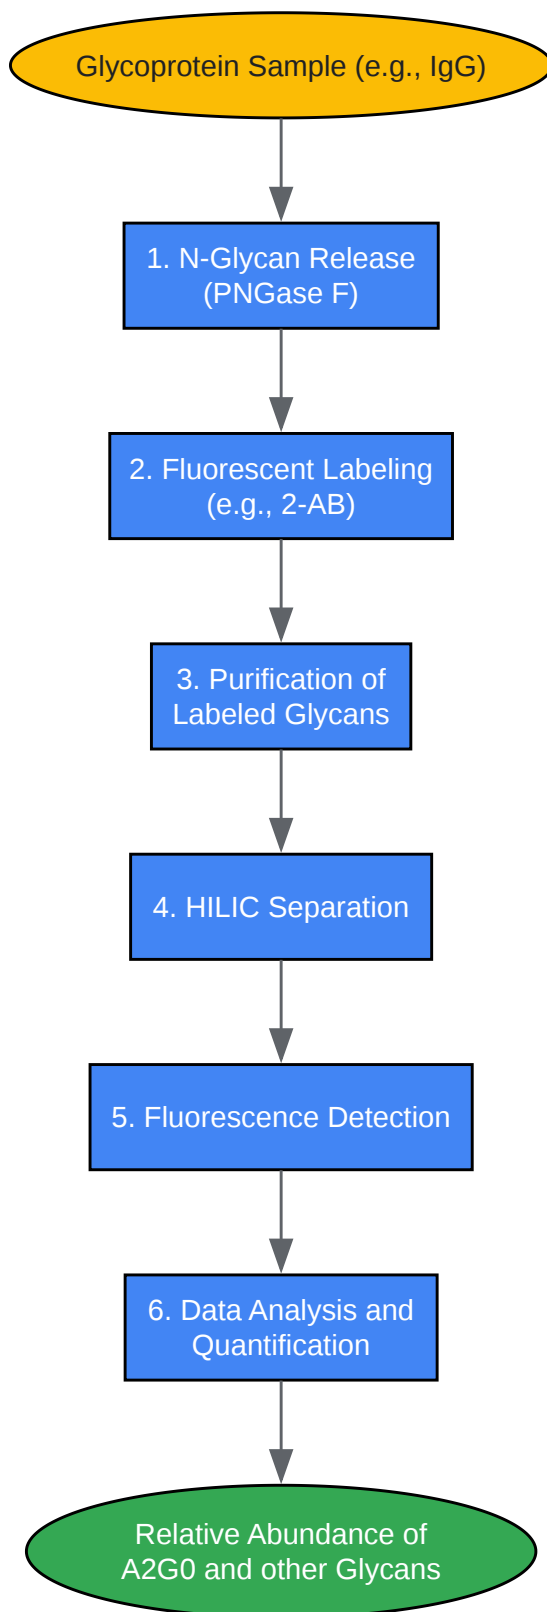 Glycoprotein Sample (e.g., IgG)
1. N-Glycan Release
(PNGase F)
2. Fluorescent Labeling
(e.g., 2-AB)
3. Purification of
Labeled Glycans
4. HILIC Separation
5. Fluorescence Detection
6. Data Analysis and
Quantification
Relative Abundance of
A2G0 and other Glycans